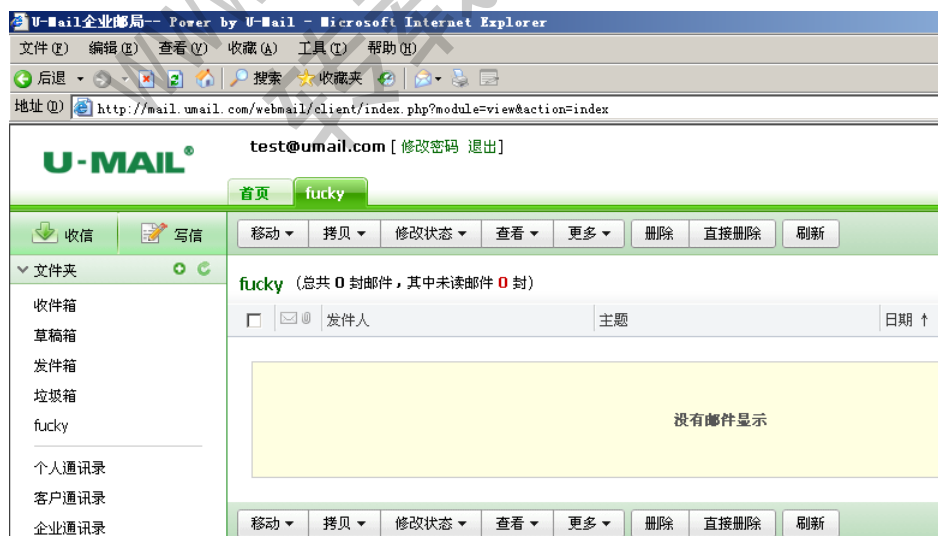 U-Mail企业邮局-- Power by U-Mail - Microsoft Internet Explorer
文件(F) 编辑(E) 查看(V) 收藏(A) 工具(T) 帮助(H)
后退 搜索 收藏夹
地址(D) http://mail.umail.com/webmail/client/index.php?module=view&action=index
U-MAIL®
test@umail.com [ 修改密码 退出]
首页 fucky
收信 写信 移动 拷贝 修改状态 查看 更多 删除 直接删除 刷新
文件夹
fucky (总共 0 封邮件,其中未读邮件 0 封)
收件箱
发件人 主题 日期 ↑
草稿箱
发件箱
垃圾箱
没有邮件显示
fucky
个人通讯录
客户通讯录
企业通讯录
移动 拷贝 修改状态 查看 更多 删除 直接删除 刷新